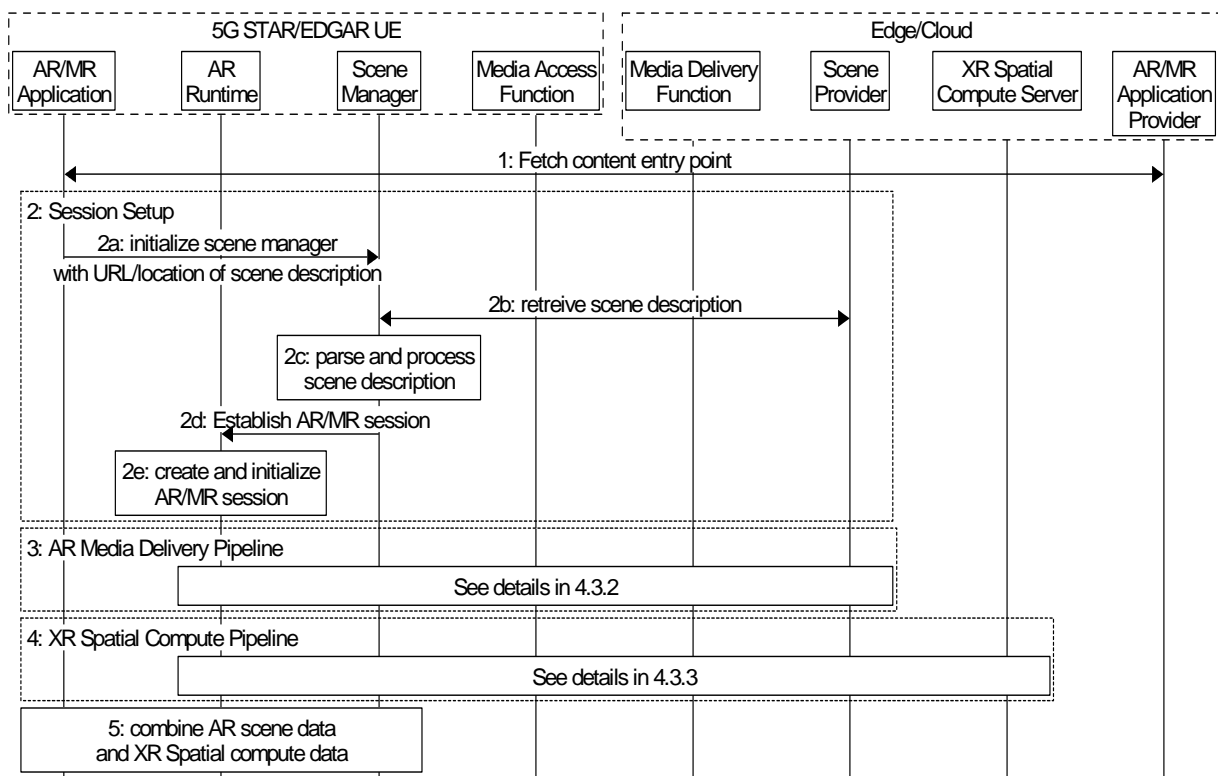 5G STAR/EDGAR UE
Edge/Cloud
AR/MR
Application
AR
Runtime
Scene
Manager
Media Access
Function
Media Delivery
Function
Scene
Provider
XR Spatial
Compute Server
AR/MR
Application
Provider
1: Fetch content entry point
2: Session Setup
2a: initialize scene manager
with URL/location of scene description
2b: retreive scene description
2c: parse and process
scene description
2d: Establish AR/MR session
2e: create and initialize
AR/MR session
3: AR Media Delivery Pipeline
See details in 4.3.2
4: XR Spatial Compute Pipeline
See details in 4.3.3
5: combine AR scene data
and XR Spatial compute data